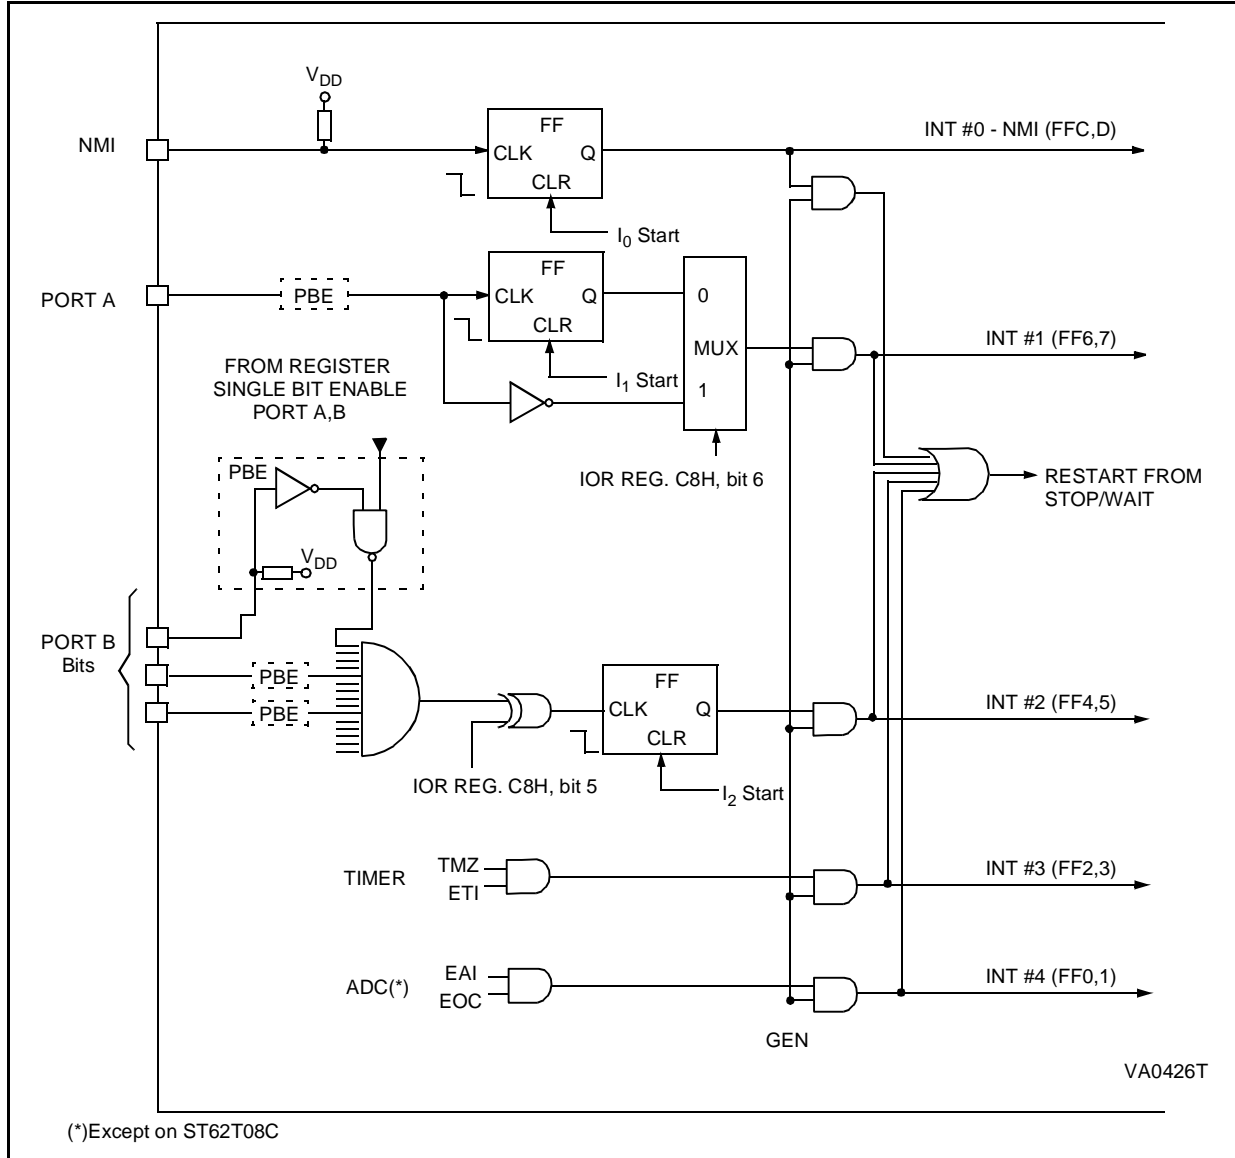 VDD
NMI
FF
CLK Q
CLR
I0 Start
INT #0 - NMI (FFC,D)
PORT A
PBE
FF
CLK Q
CLR
I1 Start
0
MUX
1
INT #1 (FF6,7)
FROM REGISTER
SINGLE BIT ENABLE
PORT A,B
IOR REG. C8H, bit 6
PBE
VDD
RESTART FROM
STOP/WAIT
PORT B
Bits
PBE
PBE
FF
CLK Q
CLR
I2 Start
IOR REG. C8H, bit 5
INT #2 (FF4,5)
TIMER
TMZ
ETI
INT #3 (FF2,3)
ADC(*)
EAI
EOC
INT #4 (FF0,1)
GEN
VA0426T
(*)Except on ST62T08C